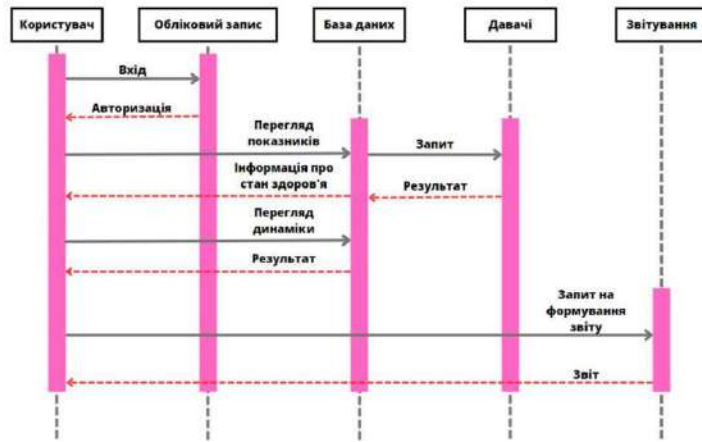 Користувач
Обліковий запис
База даних
Давачі
Звітування
Вхід
Авторизація
Перегляд
показників
Запит
Інформація про
стан здоров'я
Результат
Перегляд
динаміки
Результат
Запит на
формування
звіту
Звіт